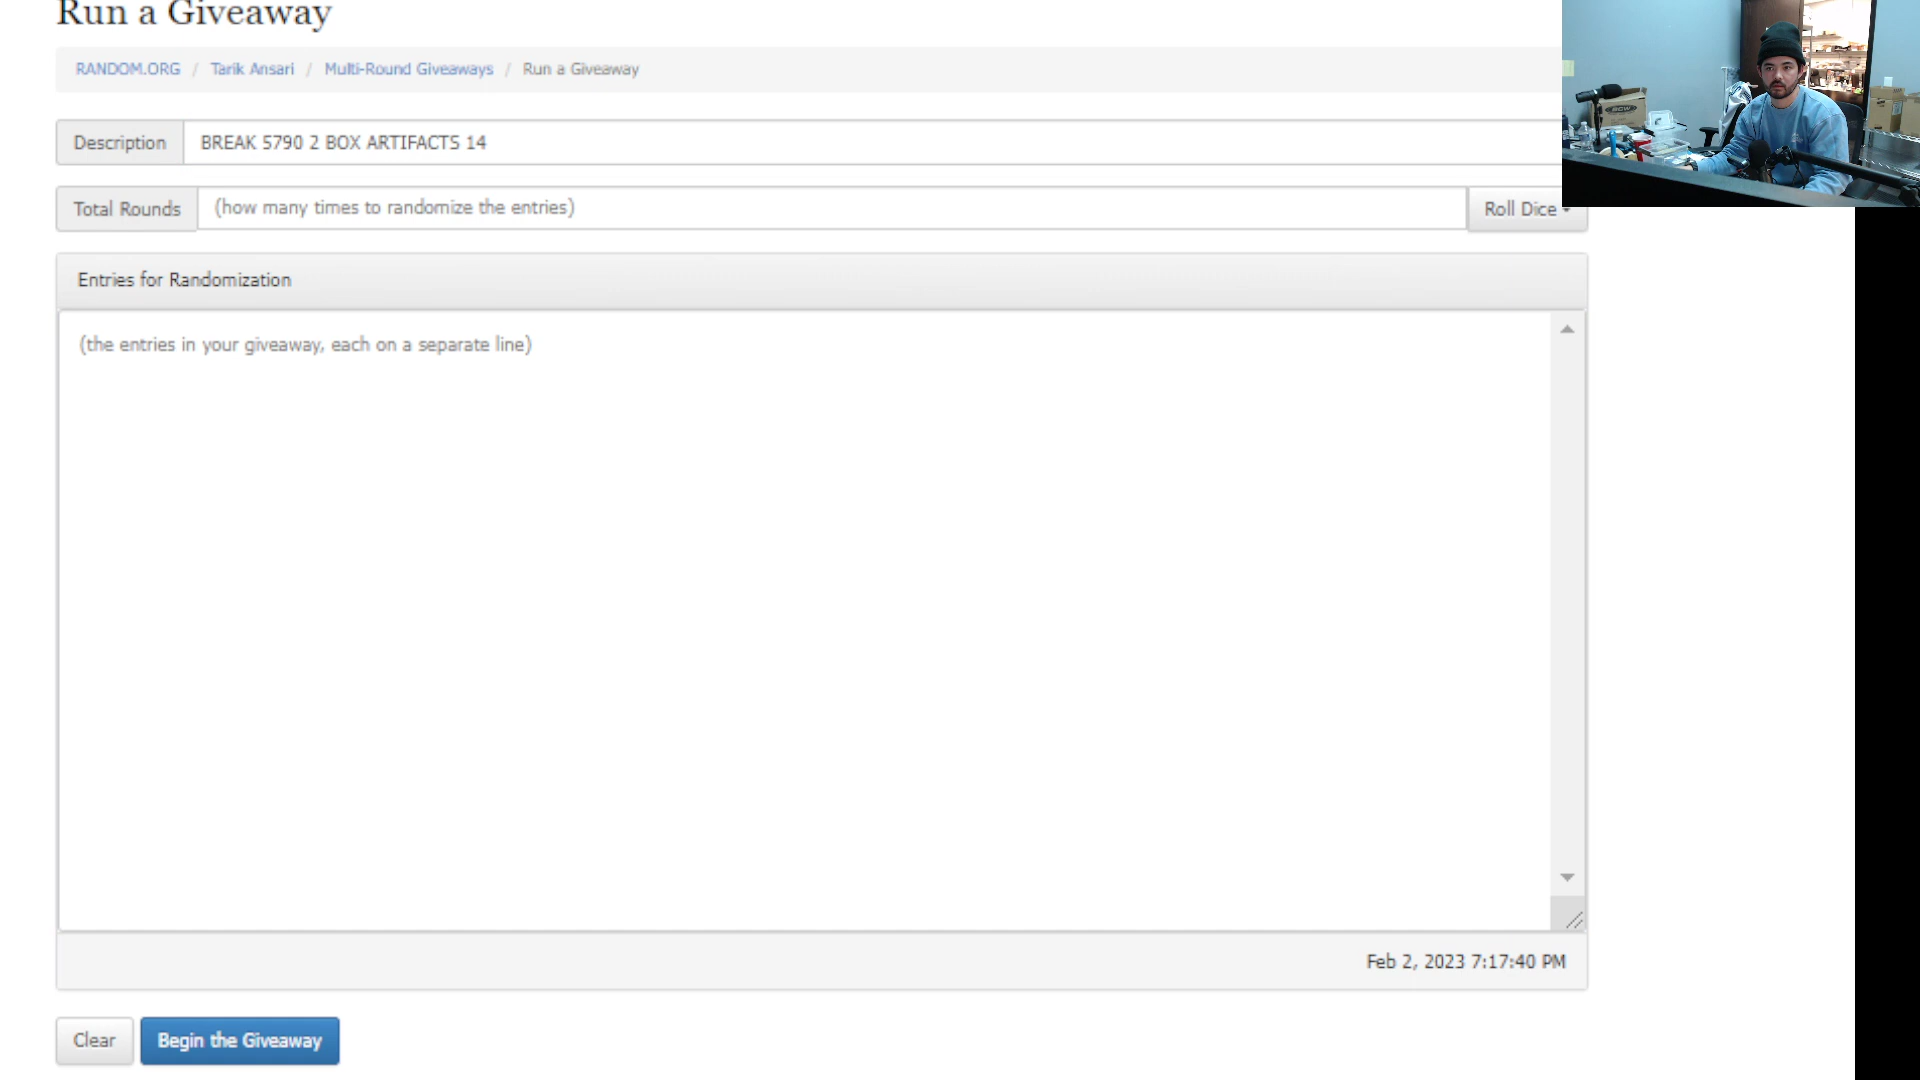 Run a Giveaway
RANDOM.ORG / Tarik Ansari / Multi-Round Giveaways / Run a Giveaway
Description BREAK 5790 2 BOX ARTIFACTS 14
Total Rounds (how many times to randomize the entries) Roll Dice
Entries for Randomization
(the entries in your giveaway, each on a separate line)
Feb 2, 2023 7:17:40 PM
Clear Begin the Giveaway
BCW